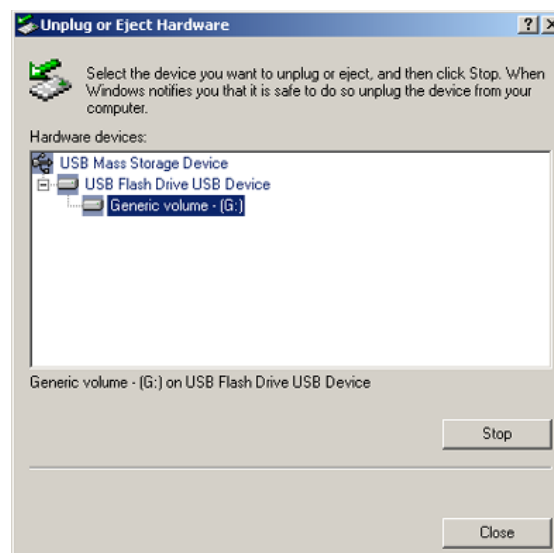 Unplug or Eject Hardware
Select the device you want to unplug or eject, and then click Stop. When
Windows notifies you that it is safe to do so unplug the device from your
computer.
Hardware devices:
USB Mass Storage Device
USB Flash Drive USB Device
Generic volume - (G:)
Generic volume - (G:) on USB Flash Drive USB Device
Stop
Close